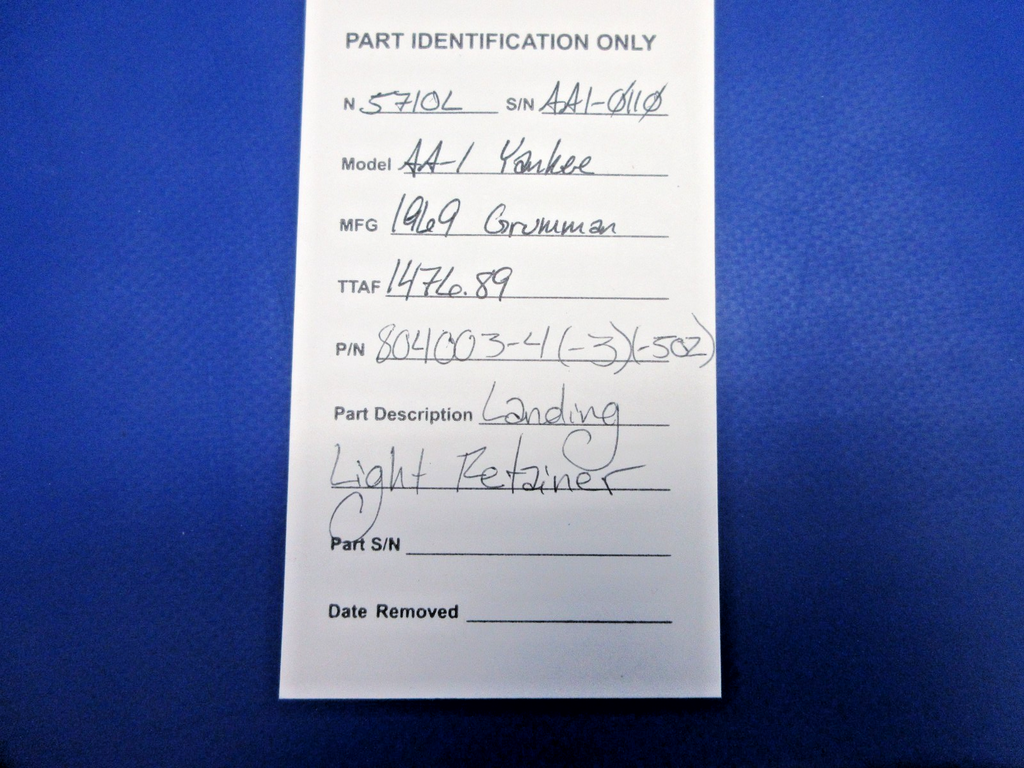 PART IDENTIFICATION ONLY
N 5710L S/N AA1-0110
Model AA-1 Yankee
MFG 1969 Grumman
TTAF 1476.89
P/N 804003-4 (-3)(-502)
Part Description Landing
Light Retainer
Part S/N
Date Removed